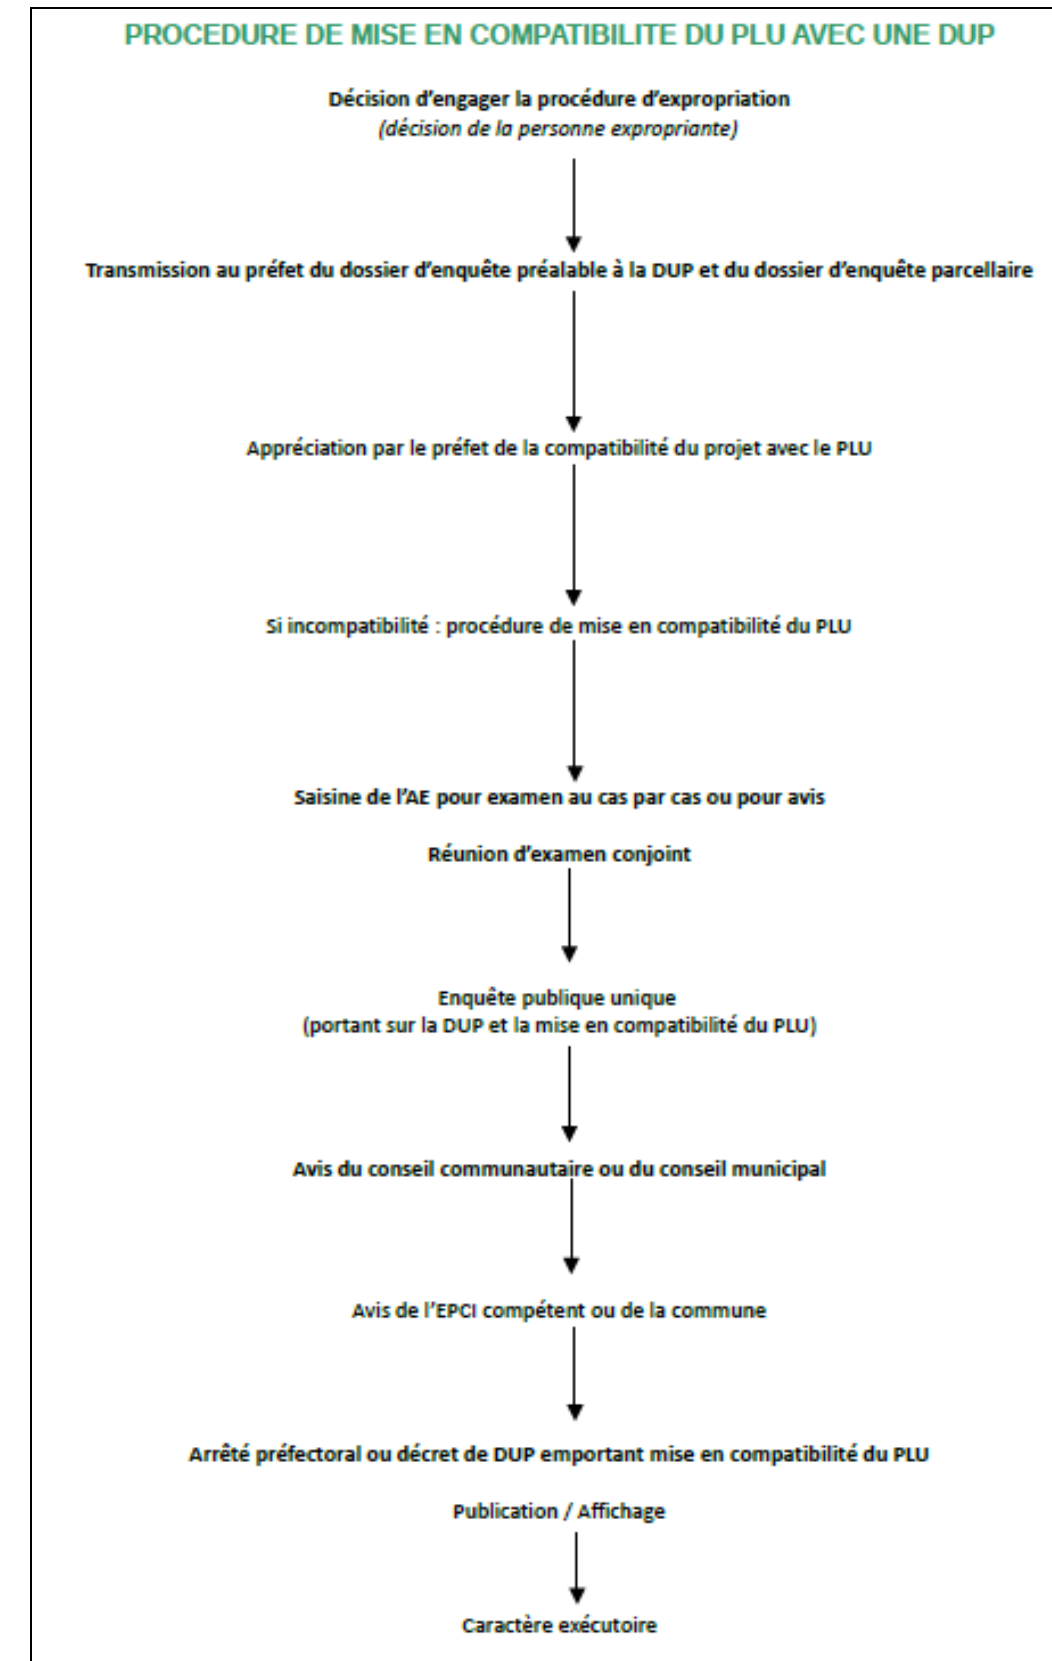 PROCEDURE DE MISE EN COMPATIBILITE DU PLU AVEC UNE DUP
Décision d’engager la procédure d’expropriation
(décision de la personne expropriante)
Transmission au préfet du dossier d’enquête préalable à la DUP et du dossier d’enquête parcellaire
Appréciation par le préfet de la compatibilité du projet avec le PLU
Si incompatibilité : procédure de mise en compatibilité du PLU
Saisine de l’AE pour examen au cas par cas ou pour avis
Réunion d’examen conjoint
Enquête publique unique
(portant sur la DUP et la mise en compatibilité du PLU)
Avis du conseil communautaire ou du conseil municipal
Avis de l’EPCI compétent ou de la commune
Arrêté préfectoral ou décret de DUP emportant mise en compatibilité du PLU
Publication / Affichage
Caractère exécutoire